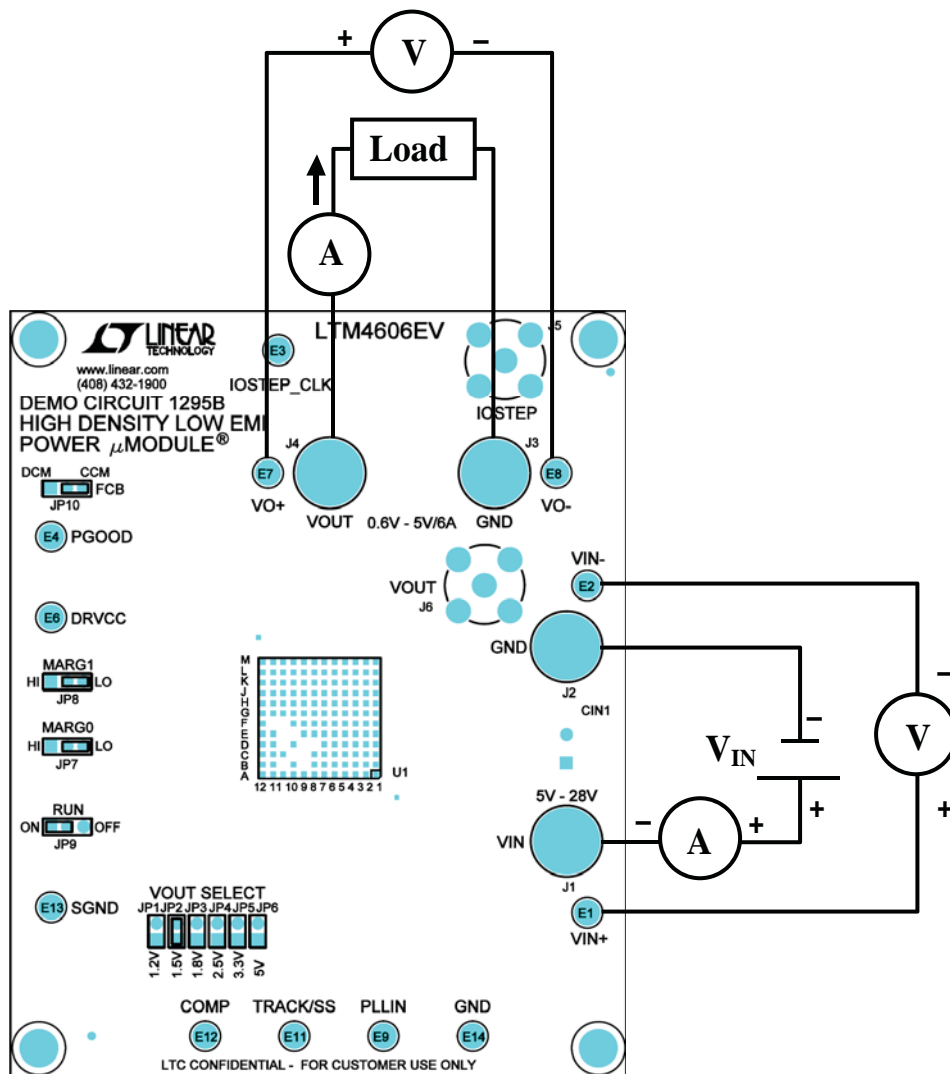 + V −
Load
A
LINEAR TECHNOLOGY
LTM4606EV
J5
E3
www.linear.com
(408) 432-1900
IOSTEP_CLK
IOSTEP
DEMO CIRCUIT 1295B
HIGH DENSITY LOW EMI
POWER µMODULE®
J4
J3
E7
E8
VO+
VOUT
0.6V - 5V/6A
GND
VO-
DCM
CCM
FCB
JP10
E4 PGOOD
VIN-
E2
VOUT
J6
E6 DRVCC
GND
J2
CIN1
MARG1
HI
LO
JP8
MARG0
HI
LO
JP7
M
L
K
J
H
G
F
E
D
C
B
A
12 11 10 9 8 7 6 5 4 3 2 1
U1
−
VIN
+
−
V
+
5V - 28V
VIN
− A +
J1
E1
VIN+
RUN
ON
OFF
JP9
E13 SGND
VOUT SELECT
JP1 JP2 JP3 JP4 JP5 JP6
1.2V 1.5V 1.8V 2.5V 3.3V 5V
COMP TRACK/SS PLLIN GND
E12 E11 E9 E14
LTC CONFIDENTIAL - FOR CUSTOMER USE ONLY